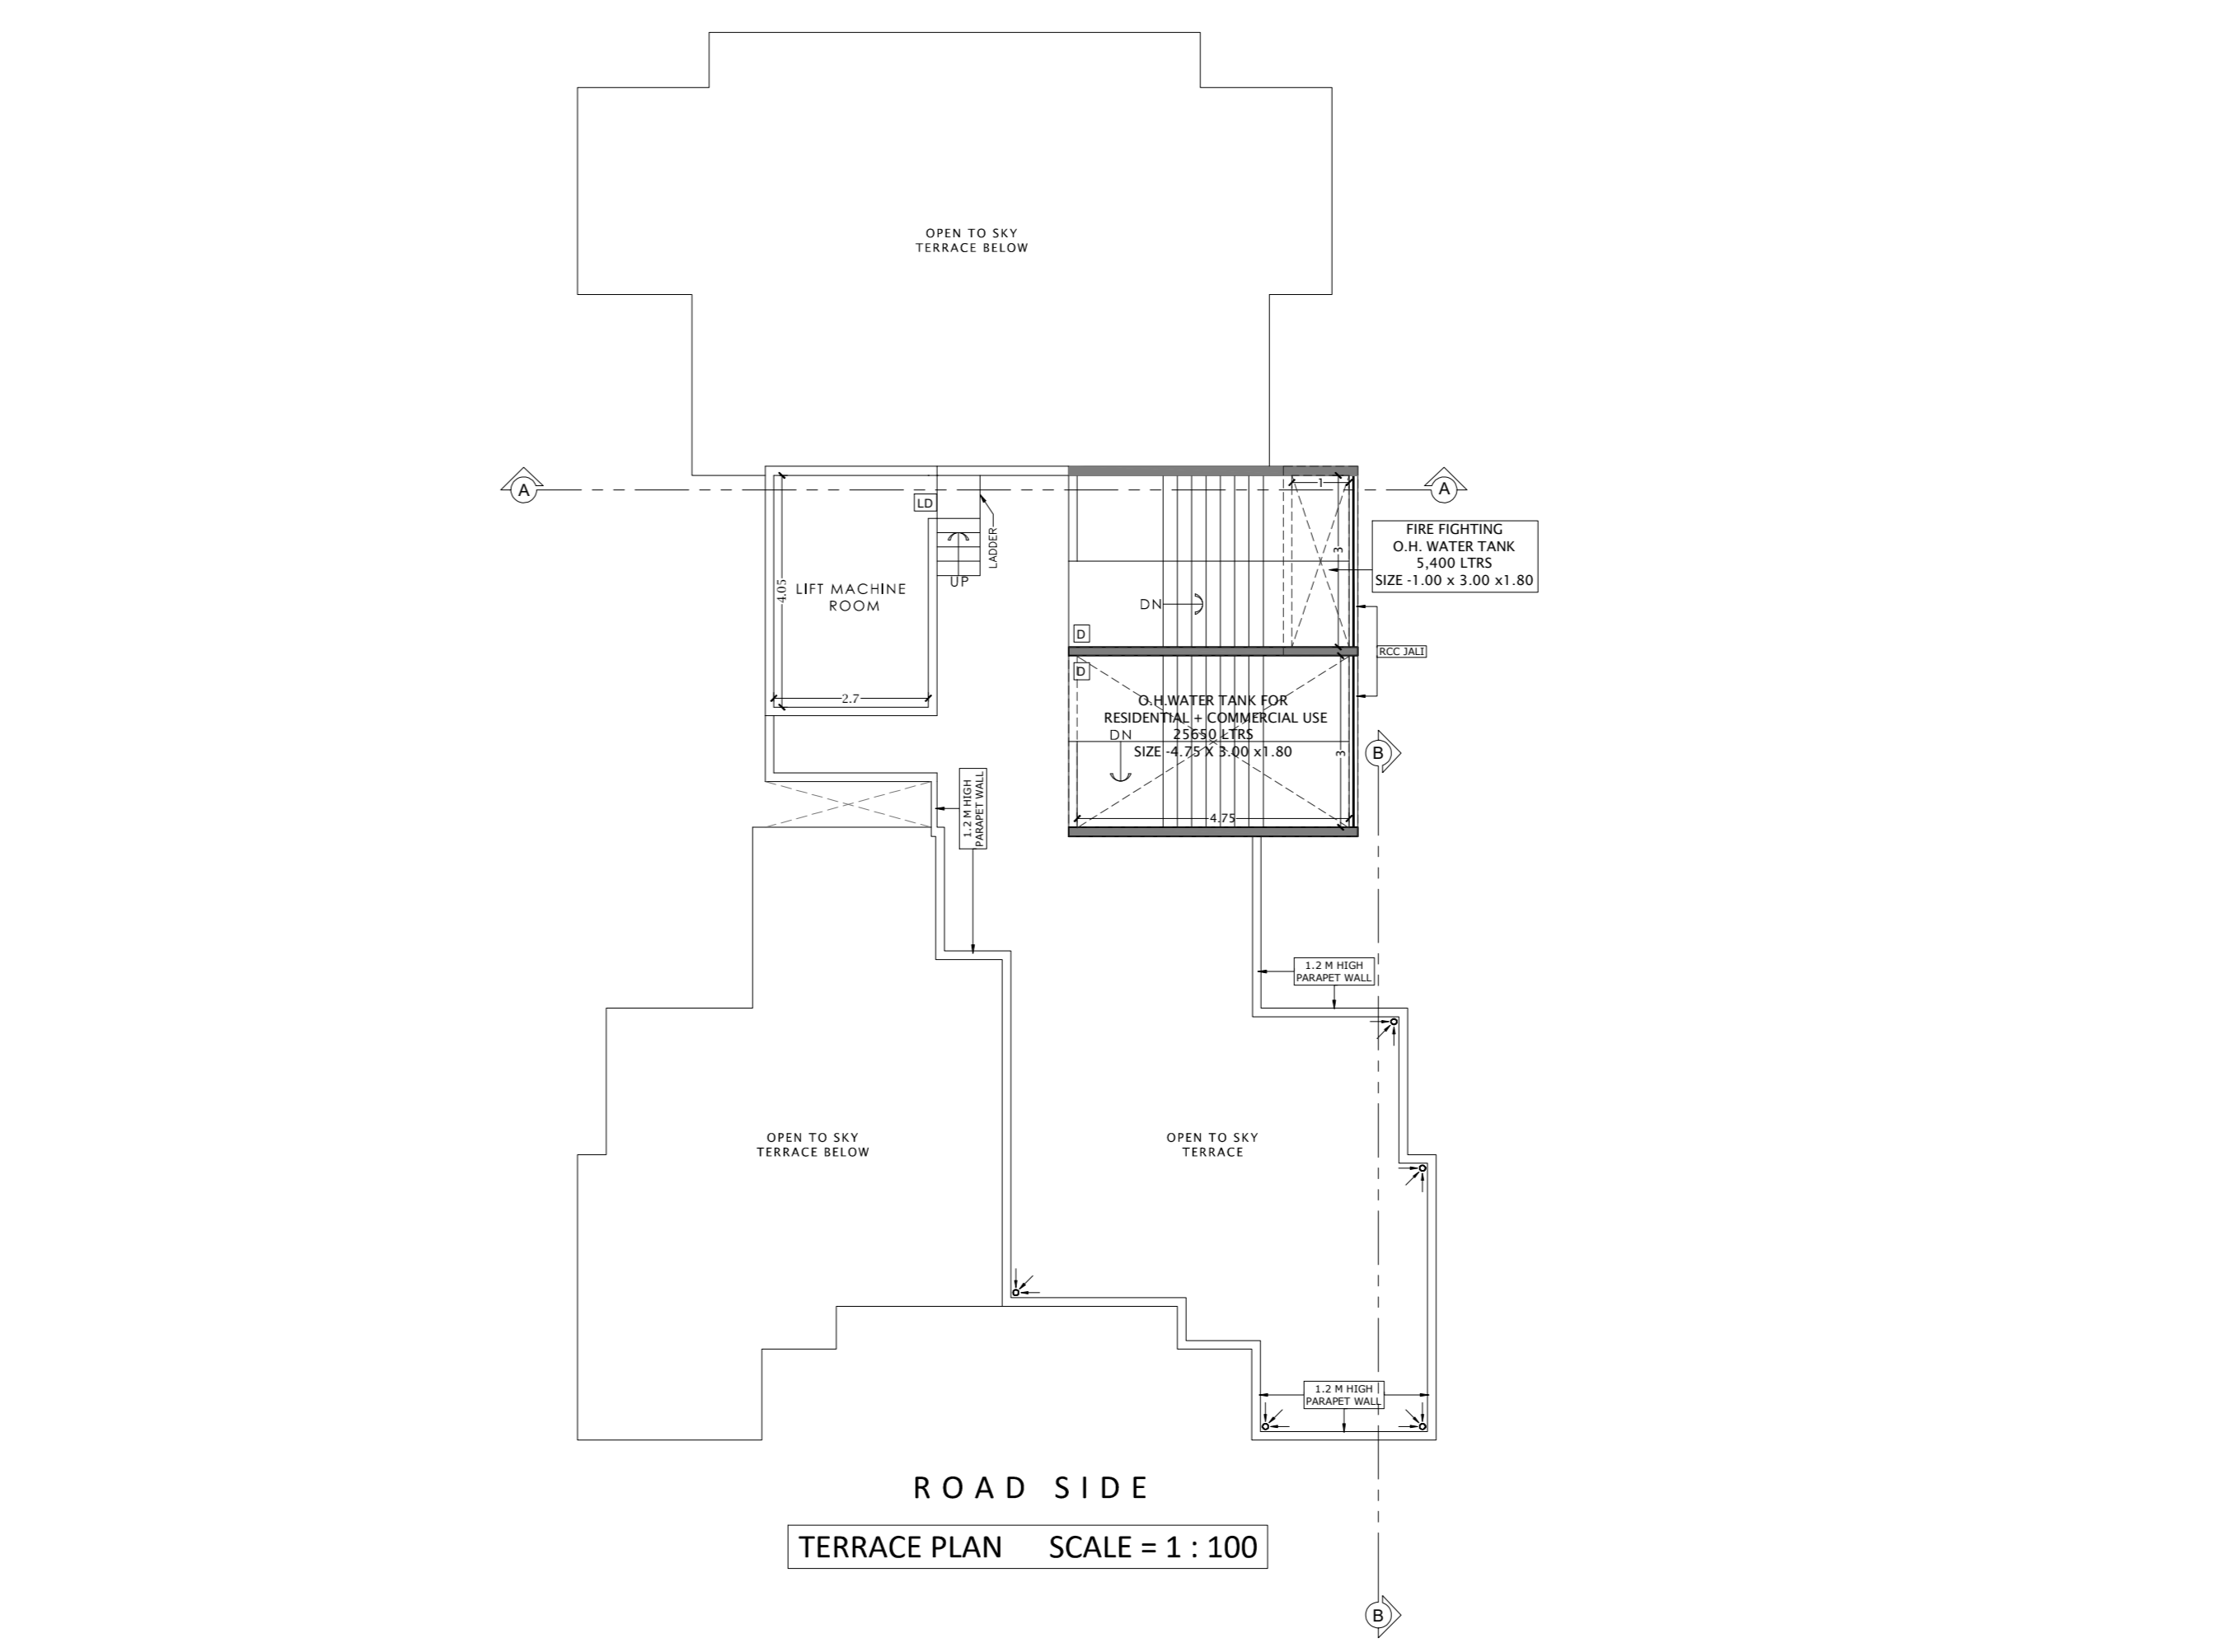 OPEN TO SKY
TERRACE BELOW
A
A
1
LD
LADDER
UP
4.05
LIFT MACHINE
ROOM
2.7
3
FIRE FIGHTING
O.H. WATER TANK
5,400 LTRS
SIZE -1.00 x 3.00 x1.80
DN
D
RCC JALI
D
O.H.WATER TANK FOR
RESIDENTIAL + COMMERCIAL USE
25650 LTRS
SIZE -4.75 X 3.00 x1.80
DN
3
4.75
B
1.2 M HIGH
PARAPET WALL
1.2 M HIGH
PARAPET WALL
OPEN TO SKY
TERRACE BELOW
OPEN TO SKY
TERRACE
1.2 M HIGH
PARAPET WALL
ROAD SIDE
TERRACE PLAN SCALE = 1 : 100
B